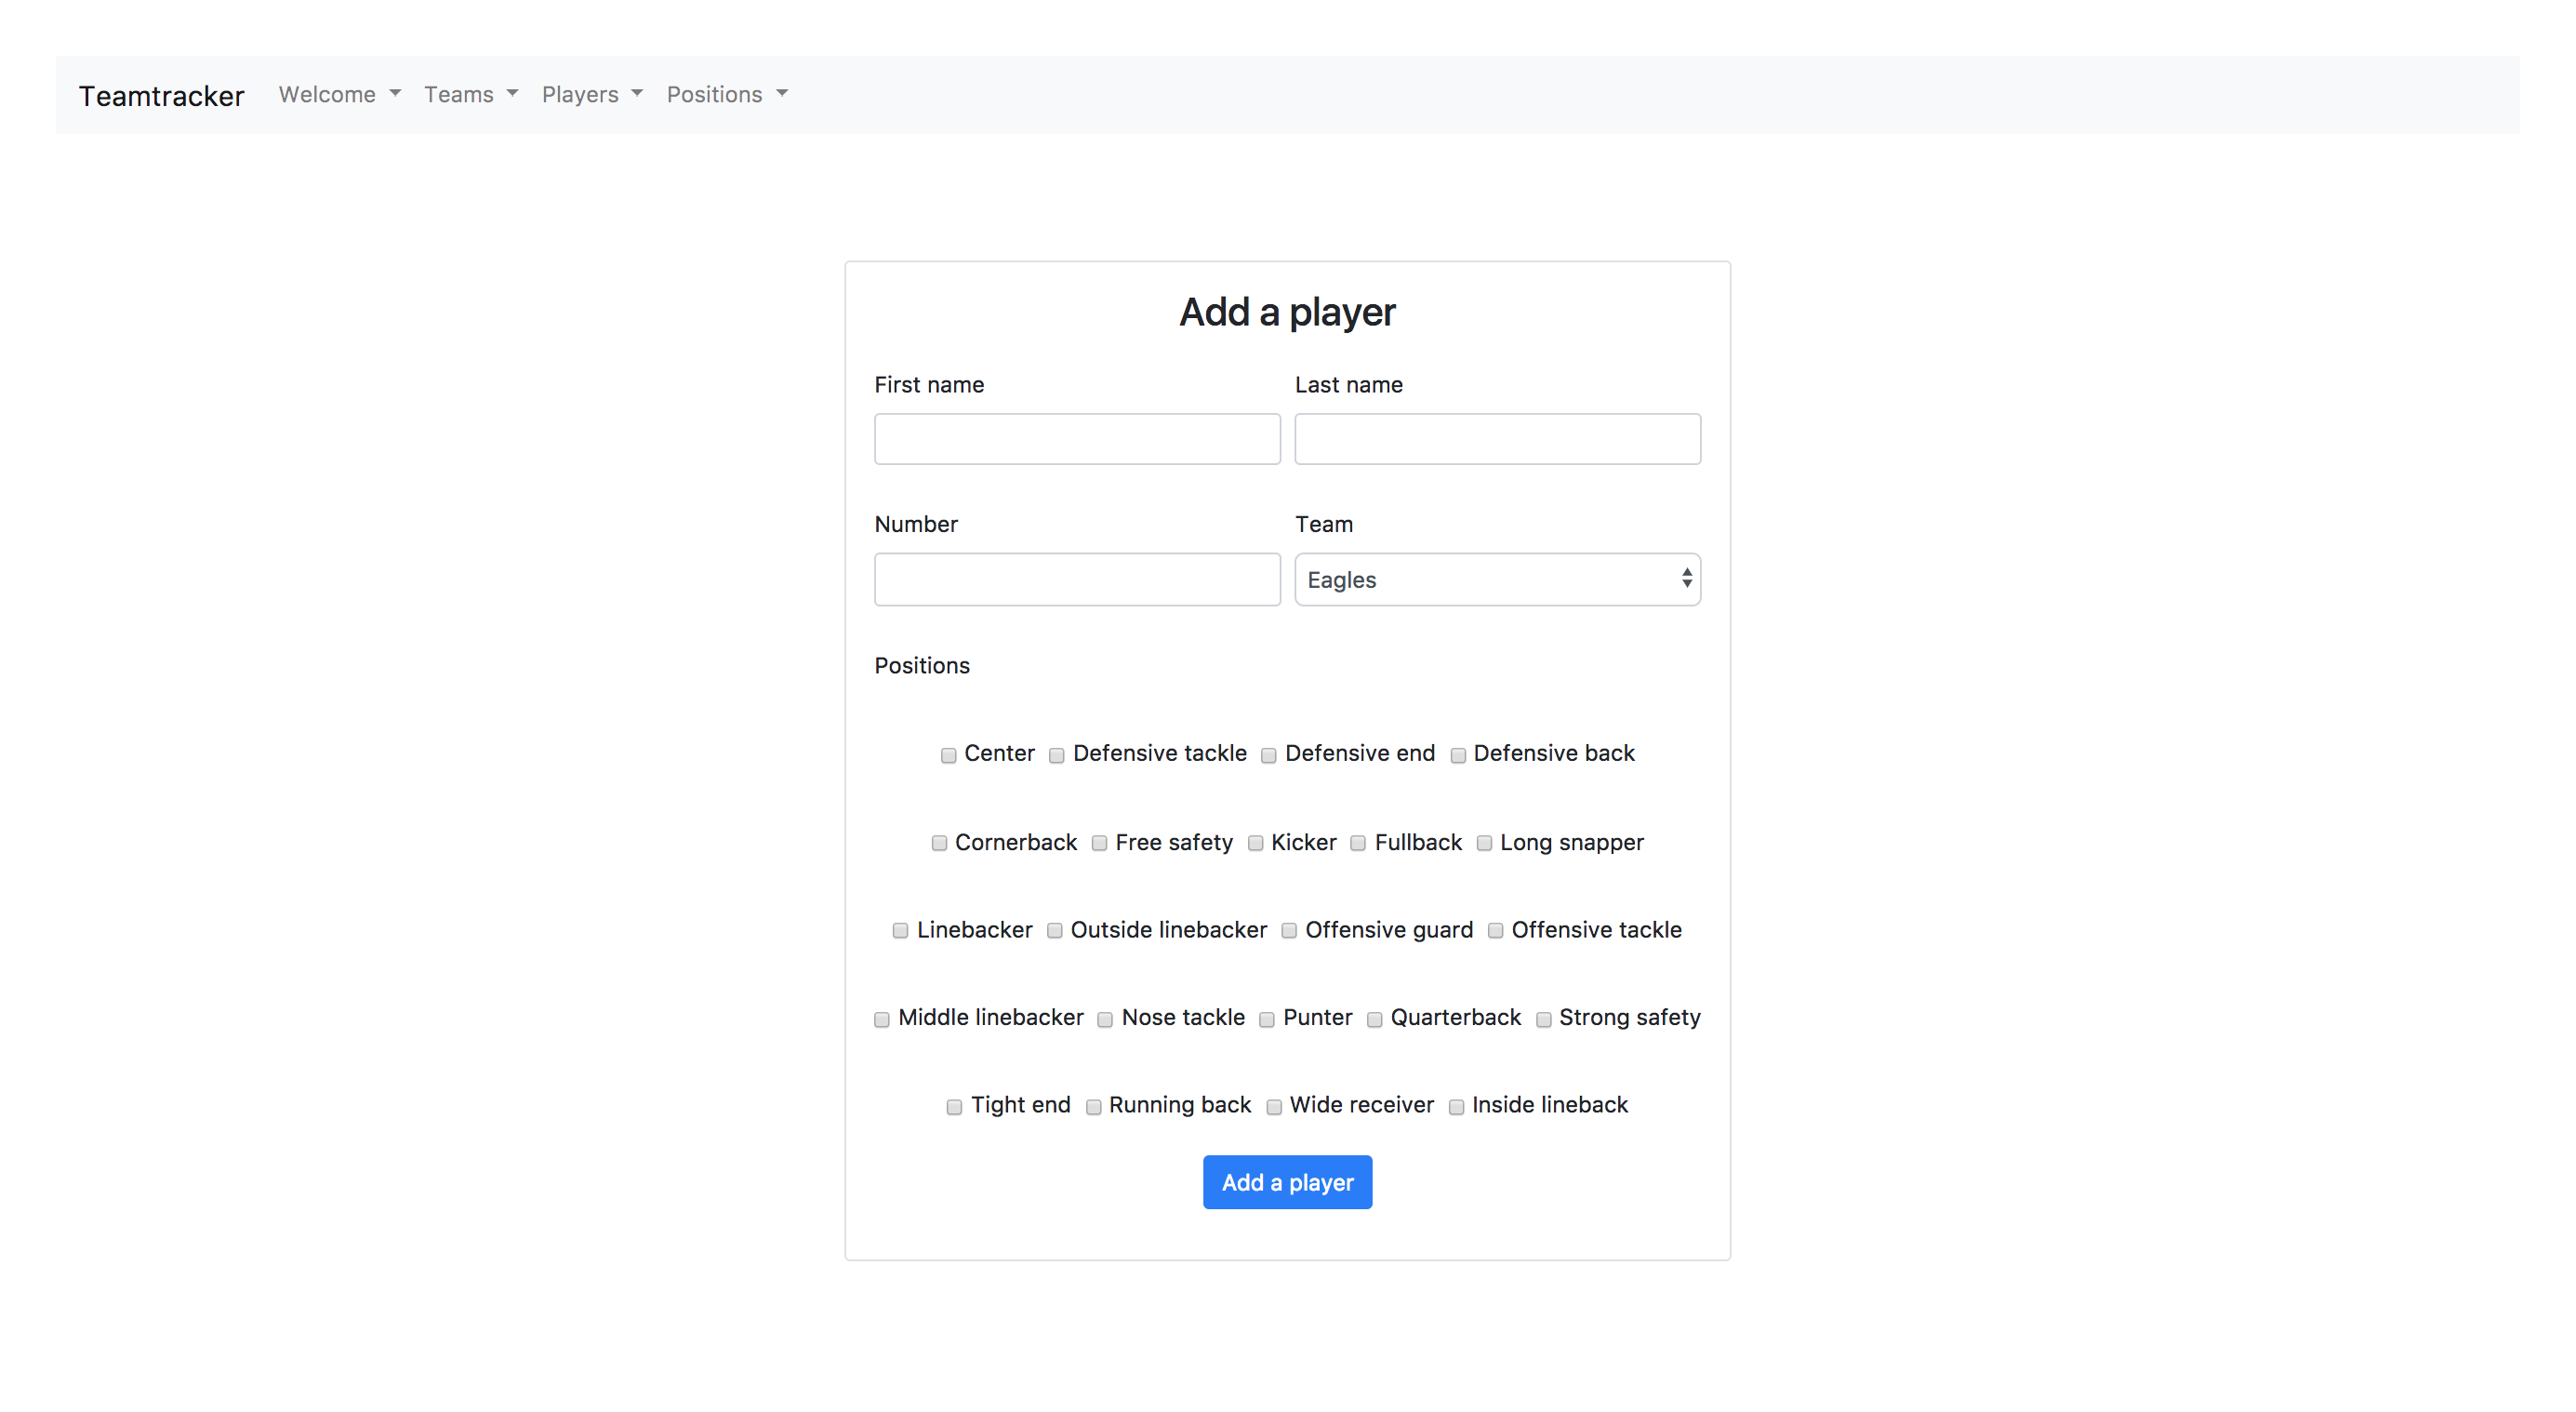 Teamtracker Welcome Teams Players Positions
Add a player
First name Last name
Number Team
Eagles
Positions
Center Defensive tackle Defensive end Defensive back
Cornerback Free safety Kicker Fullback Long snapper
Linebacker Outside linebacker Offensive guard Offensive tackle
Middle linebacker Nose tackle Punter Quarterback Strong safety
Tight end Running back Wide receiver Inside lineback
Add a player